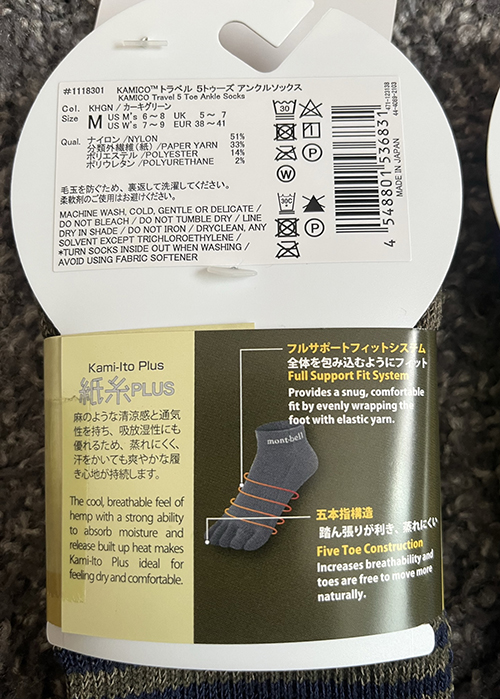 #1118301 KAMICO™トラベル 5トゥーズ アンクルソックス
KAMICO Travel 5 Toe Ankle Socks
Col. KHGN / カーキグリーン
Size M US M's 6～8 UK 5～7
US W's 7～9 EUR 38～41
Qual. ナイロン/NYLON 51%
分類外繊維(紙)/PAPER YARN 33%
ポリエステル/POLYESTER 14%
ポリウレタン/POLYURETHANE 2%
毛玉を防ぐため、裏返して洗濯してください。
柔軟剤のご使用はお避けください。
MACHINE WASH, COLD, GENTLE OR DELICATE /
DO NOT BLEACH / DO NOT TUMBLE DRY / LINE
DRY IN SHADE / DO NOT IRON / DRYCLEAN, ANY
SOLVENT EXCEPT TRICHLOROETHYLENE /
*TURN SOCKS INSIDE OUT WHEN WASHING /
AVOID USING FABRIC SOFTENER
30
P
W
30C
P
4 548801 536831
MADE IN JAPAN
Kami-Ito Plus
紙糸PLUS
麻のような清涼感と通気
性を持ち、吸放湿性にも
優れるため、蒸れにくく、
汗をかいても爽やかな履
き心地が持続します。
The cool, breathable feel of
hemp with a strong ability
to absorb moisture and
release built up heat makes
Kami-Ito Plus ideal for
feeling dry and comfortable.
フルサポートフィットシステム
全体を包み込むようにフィット
Full Support Fit System
Provides a snug, comfortable
fit by evenly wrapping the
foot with elastic yarn.
mont-bell
五本指構造
踏ん張りが利き、蒸れにくい
Five Toe Construction
Increases breathability and
toes are free to move more
naturally.